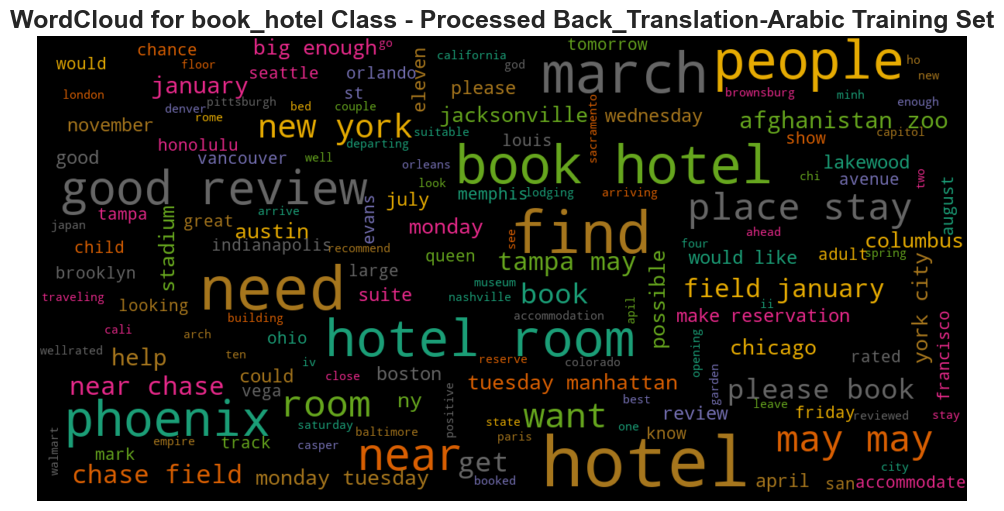 WordCloud for book_hotel Class - Processed Back_Translation-Arabic Training Set
chance big enough go california tomorrow people
would floor seattle orlando eleven god march ho new
london january pittsburgh st please brownsburg minh enough
november denver rome bed couple new york jacksonville wednesday afghanistan zoo
honolulu suitable departing louis sacramento show capitol
good vancouver well orleans book hotel chi lakewood
good review look memphis lodging arriving avenue two
tampa stadium great arrive evans july place stay august
japan austin monday find see ahead
child indianapolis recommend queen tampa may four would like adult spring columbus
brooklyn need large museum possible field january york city
traveling looking suite nashville book ii
cali building accommodation apil make reservation francisco
wellrated arch ohio hotel room opening chicago
help ten iv reserve colorado rated
near chase could close boston tuesday manhattan garden please book
vega positive best leave stay
phoenix room ny want review friday reviewed
walmart mark empire track saturday casper baltimore state paris one know may may
chase field monday tuesday near get booked hotel april san city accommodate